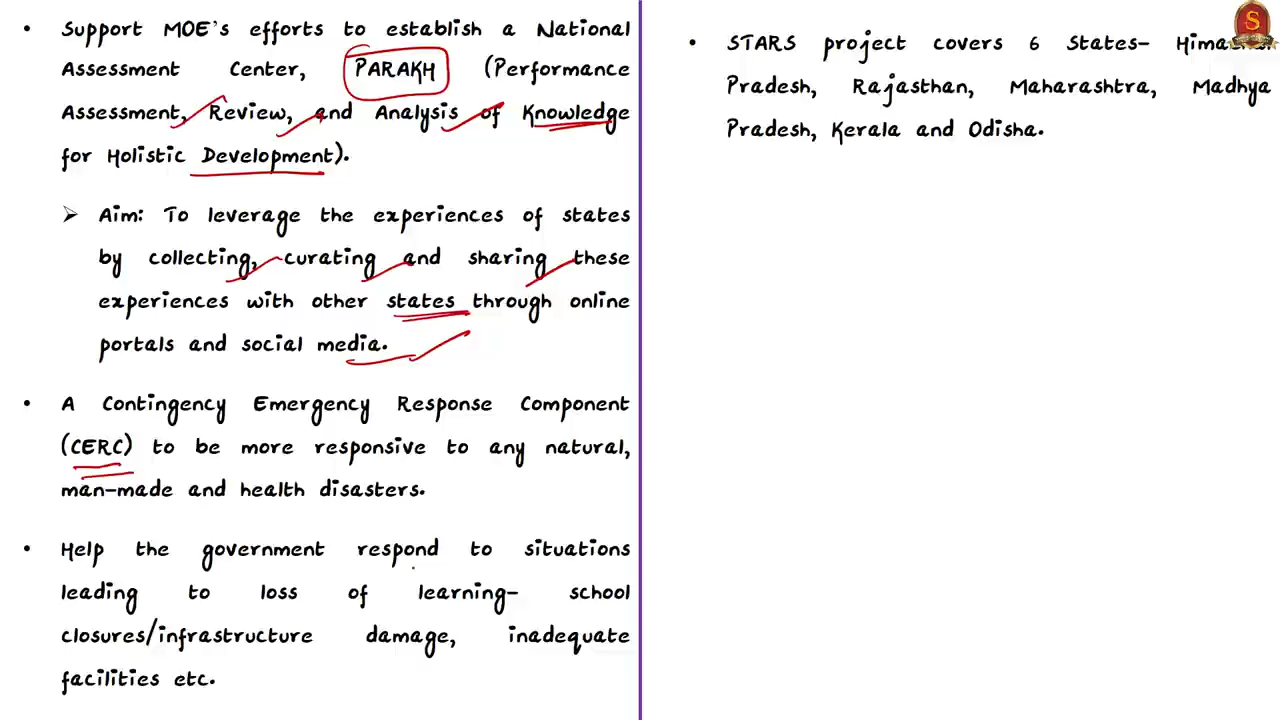 • Support MOE's efforts to establish a National
Assessment Center, PARAKH (Performance
Assessment, Review, and Analysis of Knowledge
for Holistic Development).
➢ Aim: To leverage the experiences of states
by collecting, curating and sharing these
experiences with other states through online
portals and social media.
• A Contingency Emergency Response Component
(CERC) to be more responsive to any natural,
man-made and health disasters.
• Help the government respond to situations
leading to loss of learning- school
closures/infrastructure damage, inadequate
facilities etc.
• STARS project covers 6 States-
Pradesh, Rajasthan, Maharashtra, Madhya
Pradesh, Kerala and Odisha.
S